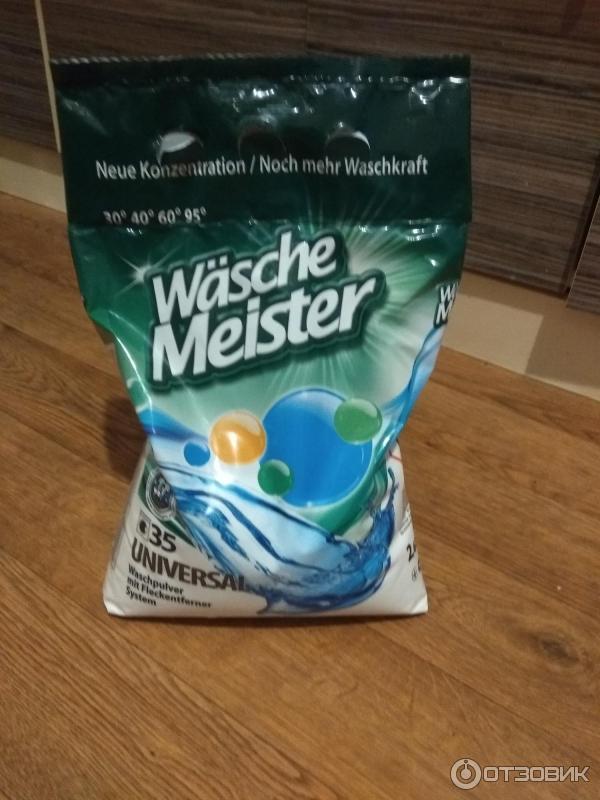 Neue Konzentration / Noch mehr Waschkraft
30° 40° 60° 95°
Wäsche
Meister
35
UNIVERSAL
Waschpulver
mit Fleckentferner
System
ОТЗОВИК